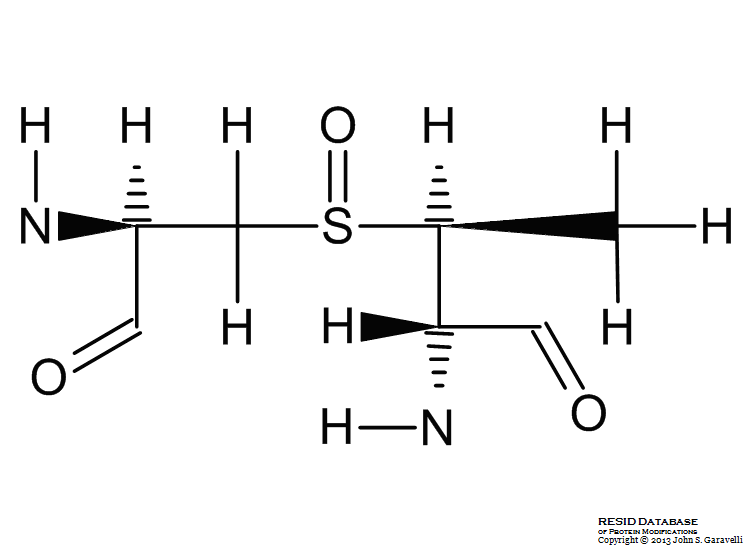 H H H O H H
N S H
H H H
O O
H N
RESID DATABASE
of Protein Modifications
Copyright © 2013 John S. Garavelli